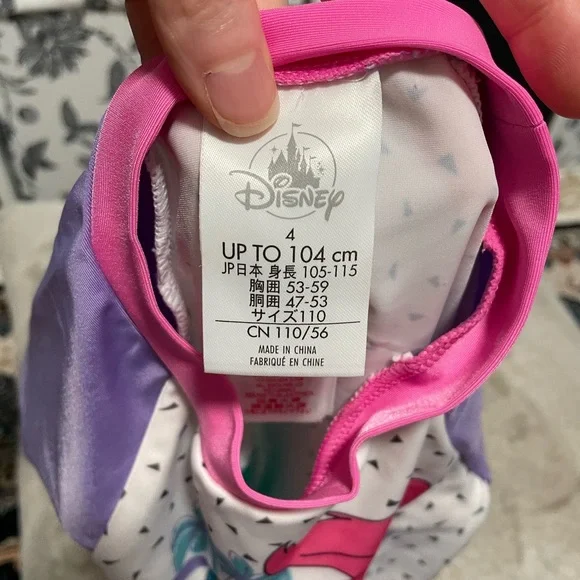 Disney
4
UP TO 104 cm
JP日本 身長 105-115
胸囲 53-59
胴囲 47-53
サイズ110
CN 110/56
MADE IN CHINA
FABRIQUÉ EN CHINE